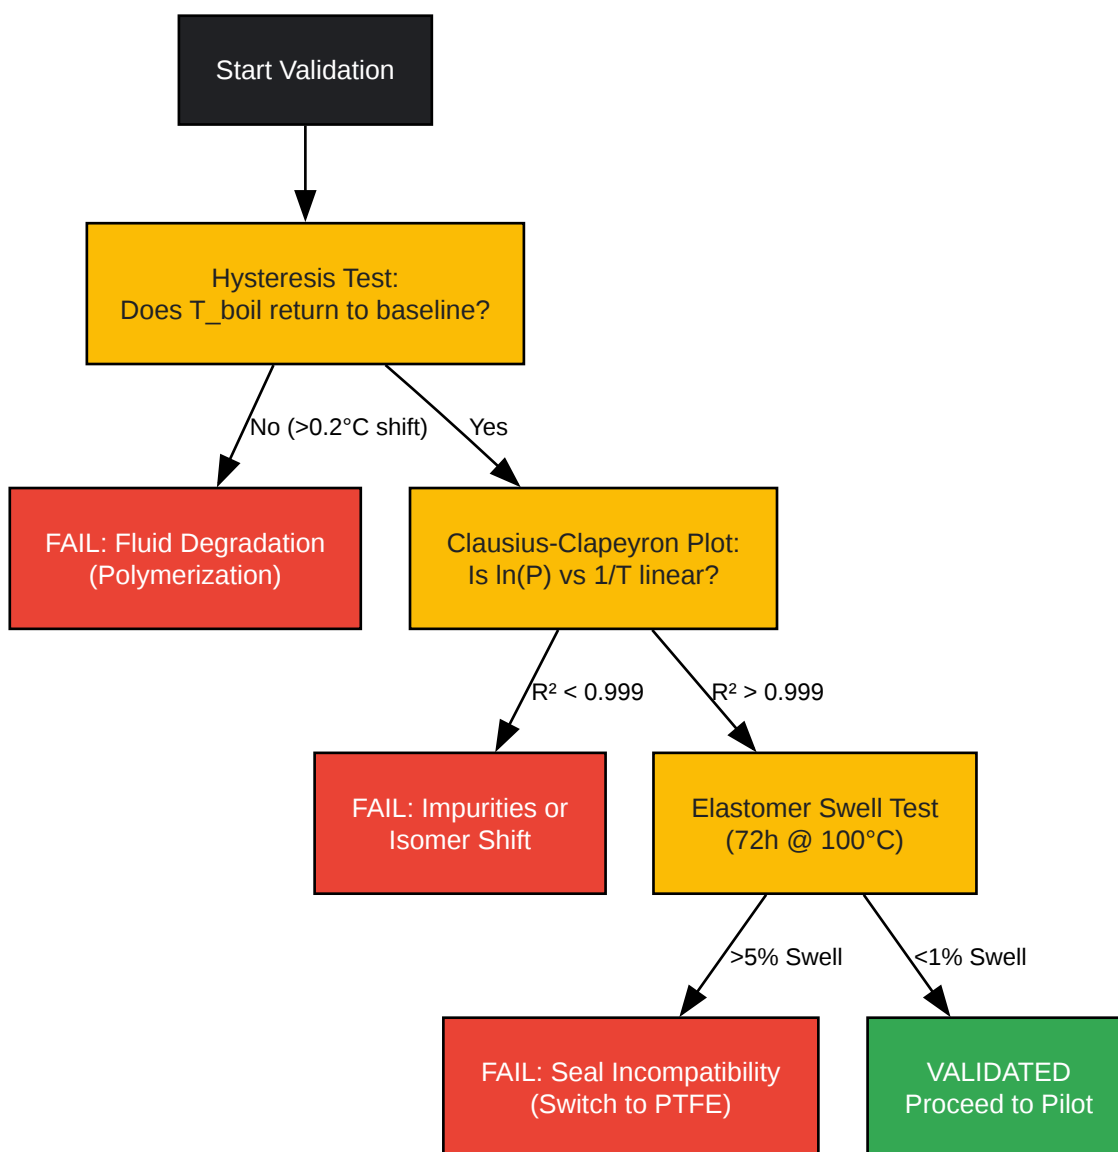 Start Validation
Hysteresis Test:
Does T_boil return to baseline?
No (>0.2°C shift)
Yes
FAIL: Fluid Degradation
(Polymerization)
Clausius-Clapeyron Plot:
Is ln(P) vs 1/T linear?
R² < 0.999
R² > 0.999
FAIL: Impurities or
Isomer Shift
Elastomer Swell Test
(72h @ 100°C)
>5% Swell
<1% Swell
FAIL: Seal Incompatibility
(Switch to PTFE)
VALIDATED
Proceed to Pilot